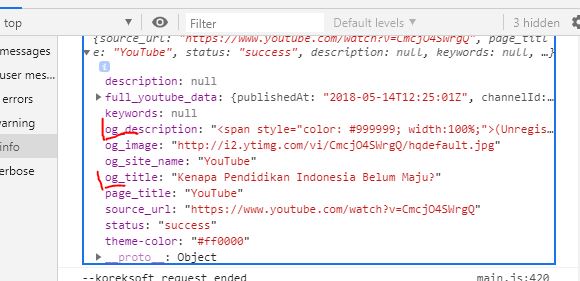 top
Filter
Default levels ▼
3 hidden
{source_url: "https://www.youtube.com/watch?v=CmcjO4SWrgQ", page_titl
e: "YouTube", status: "success", description: null, keywords: null, …}
messages
user mes…
errors
warning
info
erbose
description: null
full_youtube_data: {publishedAt: "2018-05-14T12:25:01Z", channelId:…
keywords: null
og_description: "<span style="color: #999999; width:100%;">(Unregis…
og_image: "http://i2.ytimg.com/vi/CmcjO4SWrgQ/hqdefault.jpg"
og_site_name: "YouTube"
og_title: "Kenapa Pendidikan Indonesia Belum Maju?"
page_title: "YouTube"
source_url: "https://www.youtube.com/watch?v=CmcjO4SWrgQ"
status: "success"
theme-color: "#ff0000"
__proto__: Object
--koreksoft request ended
main.js:420